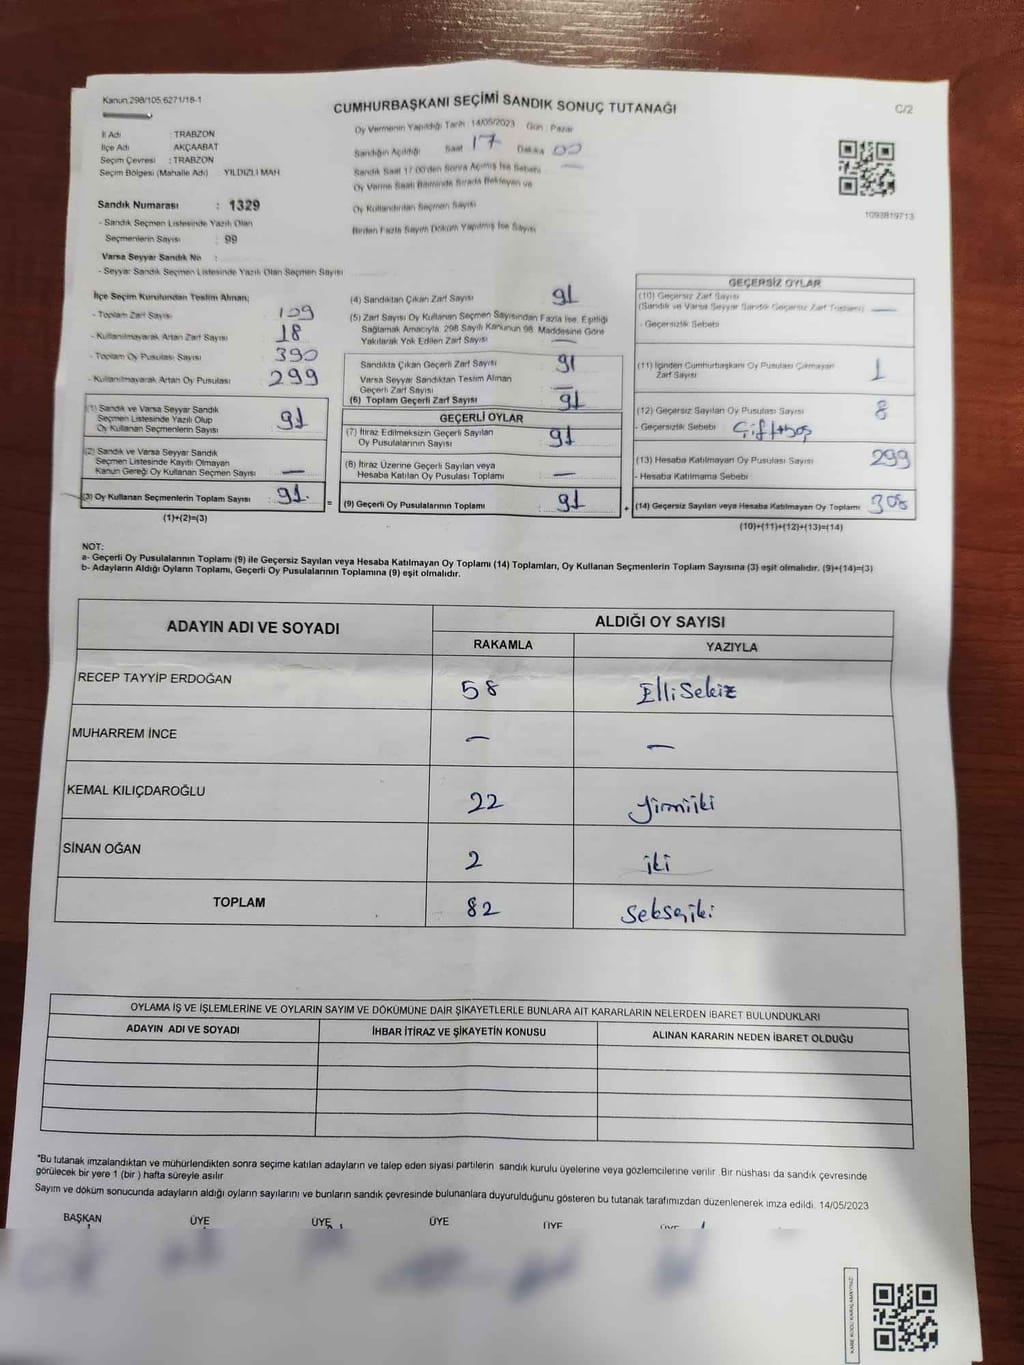 Kanun,298/105,6271/18-1
CUMHURBAŞKANI SEÇİMİ SANDIK SONUÇ TUTANAĞI
C/2
İl Adı : TRABZON
İlçe Adı AKÇAABAT
Seçim Çevresi : TRABZON
Seçim Bölgesi (Mahalle Adı) YILDIZLI MAH
Oy Vermenin Yapıldığı Tarih 14/05/2023 Gün Pazar
Sandığın Açıldığı Saat 17 Dakika 00
Sandık Saat 17:00'den Sonra Açılmış İse Sebebi —
Oy Verme Saati Bitiminde Sırada Bekleyen ve
Oy Kullandırılan Seçmen Sayısı
Birden Fazla Sayım Döküm Yapılmış İse Sayısı
1093819713
Sandık Numarası : 1329
- Sandık Seçmen Listesinde Yazılı Olan
Seçmenlerin Sayısı : 99
Varsa Seyyar Sandık No :
- Seyyar Sandık Seçmen Listesinde Yazılı Olan Seçmen Sayısı
İlçe Seçim Kurulundan Teslim Alınan;
- Toplam Zarf Sayısı 109
- Kullanılmayarak Artan Zarf Sayısı 18
- Toplam Oy Pusulası Sayısı 390
- Kullanılmayarak Artan Oy Pusulası 299
(1) Sandık ve Varsa Seyyar Sandık
Seçmen Listesinde Yazılı Olup
Oy Kullanan Seçmenlerin Sayısı 91
(2) Sandık ve Varsa Seyyar Sandık
Seçmen Listesinde Kayıtlı Olmayan
Kanun Gereği Oy Kullanan Seçmen Sayısı —
(3) Oy Kullanan Seçmenlerin Toplam Sayısı 91.
(1)+(2)=(3)
(4) Sandıktan Çıkan Zarf Sayısı 91
(5) Zarf Sayısı Oy Kullanan Seçmen Sayısından Fazla İse, Eşitliği
Sağlamak Amacıyla 298 Sayılı Kanunun 98. Maddesine Göre
Yakılarak Yok Edilen Zarf Sayısı —
Sandıkta Çıkan Geçerli Zarf Sayısı 91
Varsa Seyyar Sandıktan Teslim Alınan
Geçerli Zarf Sayısı —
(6) Toplam Geçerli Zarf Sayısı 91
GEÇERLİ OYLAR
(7) İtiraz Edilmeksizin Geçerli Sayılan
Oy Pusulalarının Sayısı 91
(8) İtiraz Üzerine Geçerli Sayılan veya
Hesaba Katılan Oy Pusulası Toplamı —
= (9) Geçerli Oy Pusulalarının Toplamı 91
GEÇERSİZ OYLAR
(10) Geçersiz Zarf Sayısı
(Sandık ve Varsa Seyyar Sandık Geçersiz Zarf Toplamı) —
- Geçersizlik Sebebi
(11) İçinden Cumhurbaşkanı Oy Pusulası Çıkmayan
Zarf Sayısı 1
(12) Geçersiz Sayılan Oy Pusulası Sayısı 8
- Geçersizlik Sebebi Çift+boş
(13) Hesaba Katılmayan Oy Pusulası Sayısı 299
- Hesaba Katılmama Sebebi
+ (14) Geçersiz Sayılan veya Hesaba Katılmayan Oy Toplamı 308
(10)+(11)+(12)+(13)=(14)
NOT:
a- Geçerli Oy Pusulalarının Toplamı (9) ile Geçersiz Sayılan veya Hesaba Katılmayan Oy Toplamı (14) Toplamları, Oy Kullanan Seçmenlerin Toplam Sayısına (3) eşit olmalıdır. (9)+(14)=(3)
b- Adayların Aldığı Oyların Toplamı, Geçerli Oy Pusulalarının Toplamına (9) eşit olmalıdır.
ADAYIN ADI VE SOYADI
ALDIĞI OY SAYISI
RAKAMLA YAZIYLA
RECEP TAYYİP ERDOĞAN 58 Ellisekiz
MUHARREM İNCE — —
KEMAL KILIÇDAROĞLU 22 yirmiiki
SİNAN OĞAN 2 iki
TOPLAM 82 Sekseniki
OYLAMA İŞ VE İŞLEMLERİNE VE OYLARIN SAYIM VE DÖKÜMÜNE DAİR ŞİKAYETLERLE BUNLARA AİT KARARLARIN NELERDEN İBARET BULUNDUKLARI
ADAYIN ADI VE SOYADI İHBAR İTİRAZ VE ŞİKAYETİN KONUSU ALINAN KARARIN NEDEN İBARET OLDUĞU
*Bu tutanak imzalandıktan ve mühürlendikten sonra seçime katılan adayların ve talep eden siyasi partilerin sandık kurulu üyelerine veya gözlemcilerine verilir. Bir nüshası da sandık çevresinde
görülecek bir yere 1 (bir) hafta süreyle asılır
Sayım ve döküm sonucunda adayların aldığı oyların sayılarını ve bunların sandık çevresinde bulunanlara duyurulduğunu gösteren bu tutanak tarafımızdan düzenlenerek imza edildi. 14/05/2023
BAŞKAN ÜYE ÜYE ÜYE ÜYE ÜYE
KARE KODU KARALAMAYINIZ!